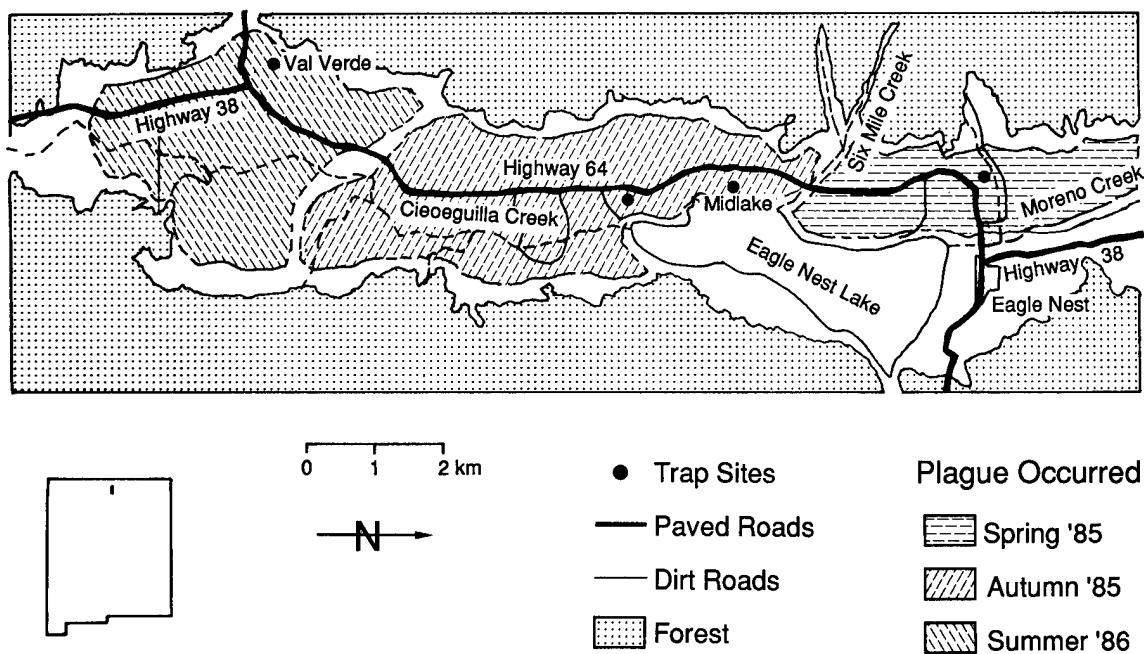 Val Verde
Highway 38
Highway 64
Cieoeguilla Creek
Midlake
Six Mile Creek
Moreno Creek
Eagle Nest Lake
Highway 38
Eagle Nest
0 1 2 km
N
Trap Sites
Paved Roads
Dirt Roads
Forest
Plague Occurred
Spring '85
Autumn '85
Summer '86